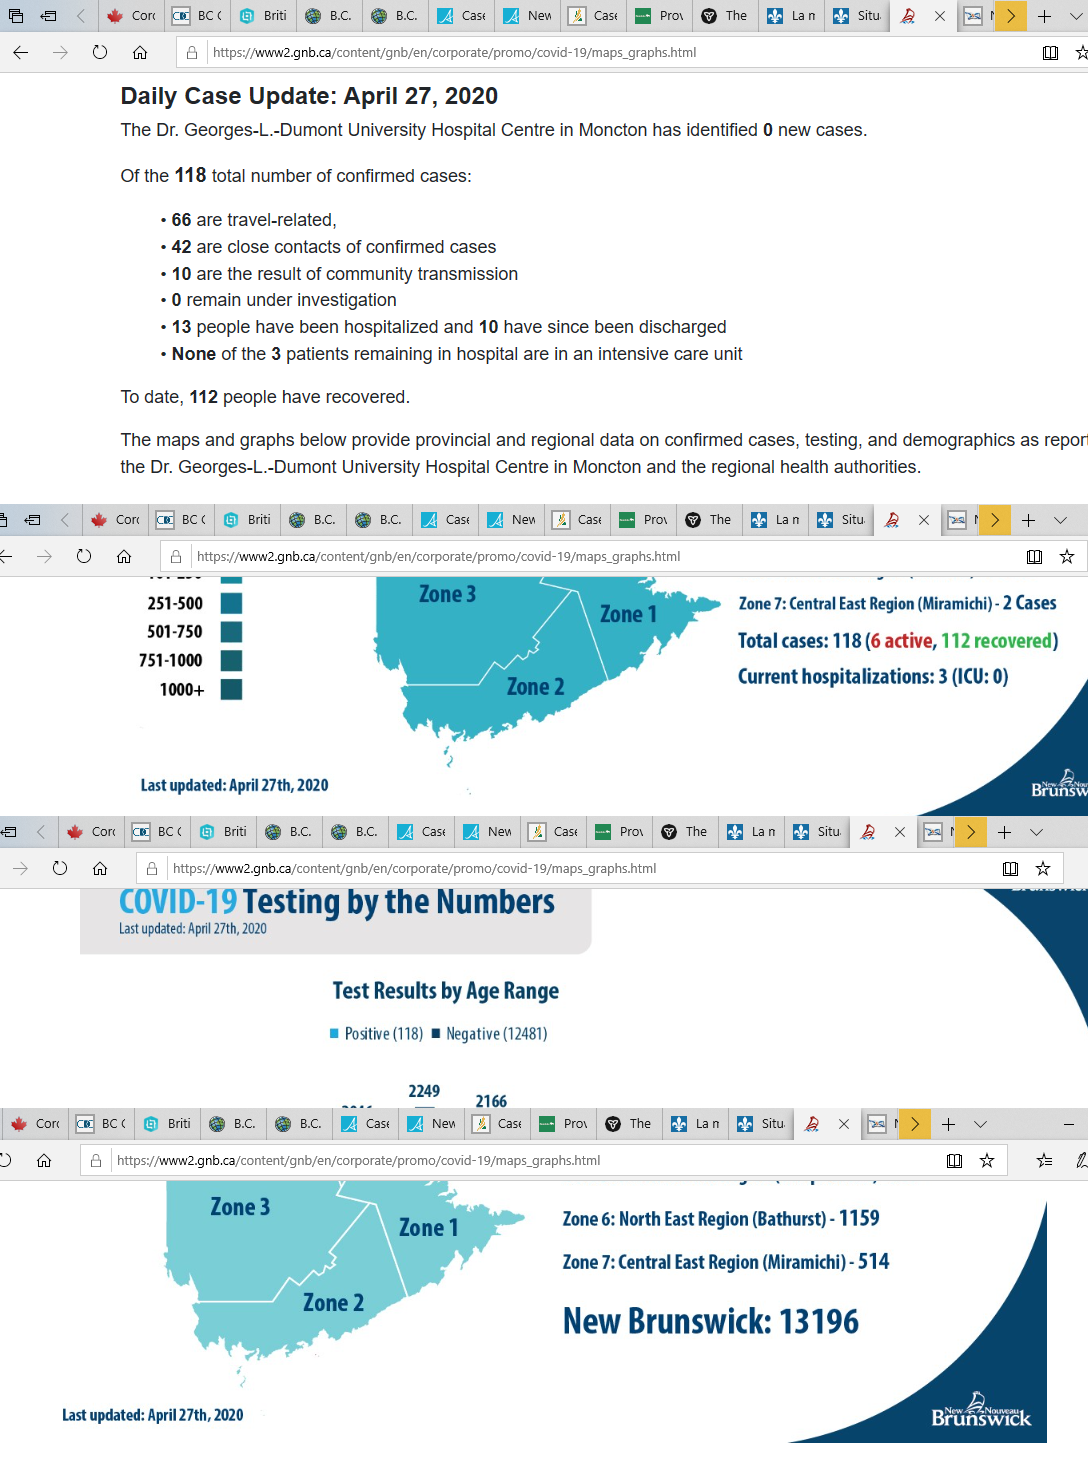 Corc
BC C
Briti
B.C.
B.C.
Case
New
Case
Prov
The
La n
Situ
https://www2.gnb.ca/content/gnb/en/corporate/promo/covid-19/maps_graphs.html
Daily Case Update: April 27, 2020
The Dr. Georges-L.-Dumont University Hospital Centre in Moncton has identified 0 new cases.
Of the 118 total number of confirmed cases:
• 66 are travel-related,
• 42 are close contacts of confirmed cases
• 10 are the result of community transmission
• 0 remain under investigation
• 13 people have been hospitalized and 10 have since been discharged
• None of the 3 patients remaining in hospital are in an intensive care unit
To date, 112 people have recovered.
The maps and graphs below provide provincial and regional data on confirmed cases, testing, and demographics as repor
the Dr. Georges-L.-Dumont University Hospital Centre in Moncton and the regional health authorities.
Corc
BC C
Briti
B.C.
B.C.
Case
New
Case
Prov
The
La n
Situ
https://www2.gnb.ca/content/gnb/en/corporate/promo/covid-19/maps_graphs.html
251-500
501-750
751-1000
1000+
Zone 3
Zone 1
Zone 2
Zone 7: Central East Region (Miramichi) - 2 Cases
Total cases: 118 (6 active, 112 recovered)
Current hospitalizations: 3 (ICU: 0)
Last updated: April 27th, 2020
Brunsw
Corc
BC C
Briti
B.C.
B.C.
Case
New
Case
Prov
The
La n
Situ
https://www2.gnb.ca/content/gnb/en/corporate/promo/covid-19/maps_graphs.html
COVID-19 Testing by the Numbers
Last updated: April 27th, 2020
Test Results by Age Range
Positive (118) Negative (12481)
2249
2166
Corc
BC C
Briti
B.C.
B.C.
Case
New
Case
Prov
The
La n
Situ
https://www2.gnb.ca/content/gnb/en/corporate/promo/covid-19/maps_graphs.html
Zone 3
Zone 1
Zone 2
Zone 6: North East Region (Bathurst) - 1159
Zone 7: Central East Region (Miramichi) - 514
New Brunswick: 13196
Last updated: April 27th, 2020
New Nouveau
Brunswick